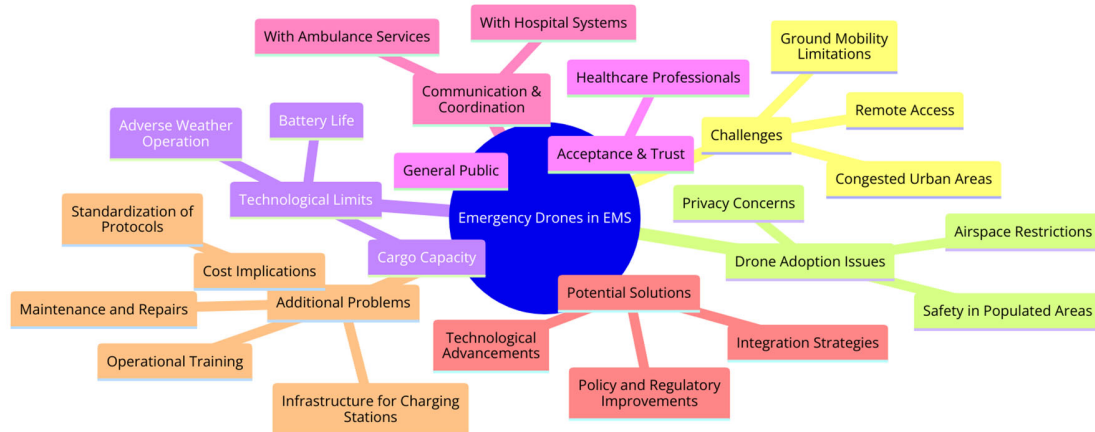 With Hospital Systems
With Ambulance Services
Communication &
Coordination
Ground Mobility
Limitations
Remote Access
Challenges
Congested Urban Areas
Healthcare Professionals
Acceptance & Trust
General Public
Adverse Weather
Operation
Battery Life
Technological Limits
Cargo Capacity
Emergency Drones in EMS
Privacy Concerns
Airspace Restrictions
Drone Adoption Issues
Safety in Populated Areas
Standardization of
Protocols
Cost Implications
Maintenance and Repairs
Additional Problems
Operational Training
Infrastructure for Charging
Stations
Potential Solutions
Technological
Advancements
Integration Strategies
Policy and Regulatory
Improvements